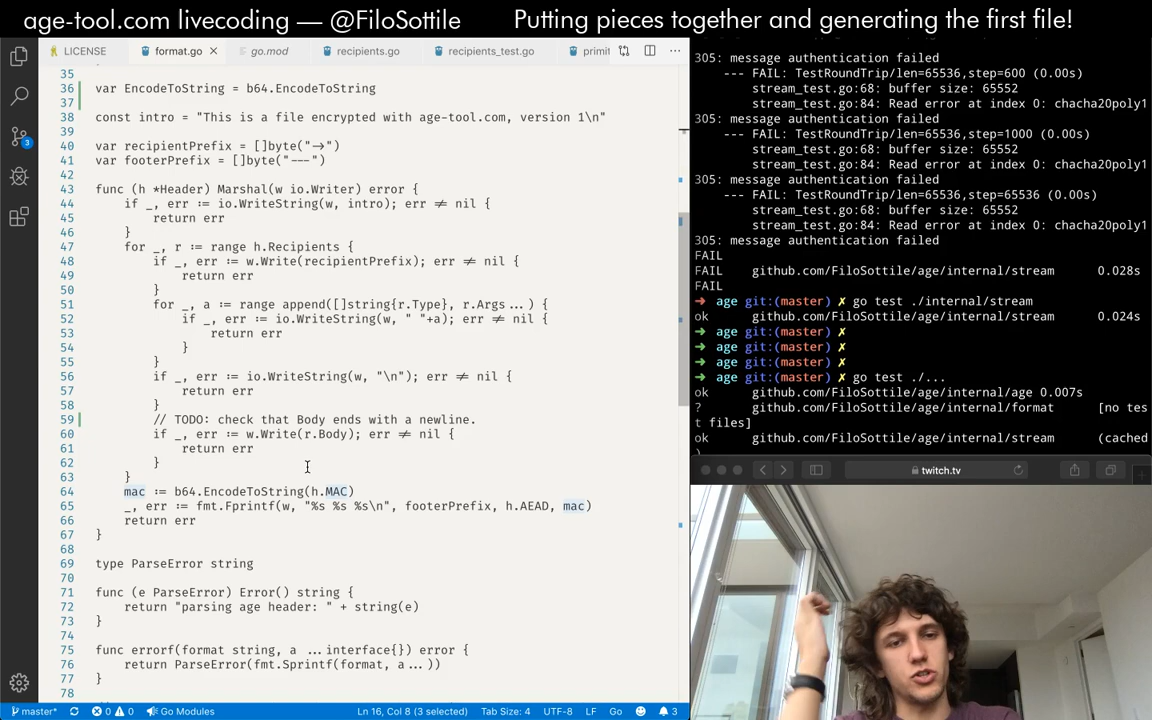 age-tool.com livecoding — @FiloSottile
Putting pieces together and generating the first file!
LICENSE
format.go
go.mod
recipients.go
recipients_test.go
primit
35
36 var EncodeToString = b64.EncodeToString
37
38 const intro = "This is a file encrypted with age-tool.com, version 1\n"
39
40 var recipientPrefix = []byte("->")
41 var footerPrefix = []byte("---")
42
43 func (h *Header) Marshal(w io.Writer) error {
44 if _, err := io.WriteString(w, intro); err ≠ nil {
45 return err
46 }
47 for _, r := range h.Recipients {
48 if _, err := w.Write(recipientPrefix); err ≠ nil {
49 return err
50 }
51 for _, a := range append([]string{r.Type}, r.Args...) {
52 if _, err := io.WriteString(w, " "+a); err ≠ nil {
53 return err
54 }
55 }
56 if _, err := io.WriteString(w, "\n"); err ≠ nil {
57 return err
58 }
59 // TODO: check that Body ends with a newline.
60 if _, err := w.Write(r.Body); err ≠ nil {
61 return err
62 }
63 }
64 mac := b64.EncodeToString(h.MAC)
65 _, err := fmt.Fprintf(w, "%s %s %s\n", footerPrefix, h.AEAD, mac)
66 return err
67 }
68
69 type ParseError string
70
71 func (e ParseError) Error() string {
72 return "parsing age header: " + string(e)
73 }
74
75 func errorf(format string, a ...interface{}) error {
76 return ParseError(fmt.Sprintf(format, a...))
77 }
78
3
master*
0 0
Go Modules
Ln 16, Col 8 (3 selected)
Tab Size: 4
UTF-8
LF
Go
3
305: message authentication failed
--- FAIL: TestRoundTrip/len=65536,step=600 (0.00s)
stream_test.go:68: buffer size: 65552
stream_test.go:84: Read error at index 0: chacha20poly1
305: message authentication failed
--- FAIL: TestRoundTrip/len=65536,step=1000 (0.00s)
stream_test.go:68: buffer size: 65552
stream_test.go:84: Read error at index 0: chacha20poly1
305: message authentication failed
--- FAIL: TestRoundTrip/len=65536,step=65536 (0.00s)
stream_test.go:68: buffer size: 65552
stream_test.go:84: Read error at index 0: chacha20poly1
305: message authentication failed
FAIL
FAIL github.com/FiloSottile/age/internal/stream 0.028s
FAIL
➜ age git:(master) ✗ go test ./internal/stream
ok github.com/FiloSottile/age/internal/stream 0.024s
➜ age git:(master) ✗
➜ age git:(master) ✗
➜ age git:(master) ✗
➜ age git:(master) ✗ go test ./...
ok github.com/FiloSottile/age/internal/age 0.007s
? github.com/FiloSottile/age/internal/format [no tes
t files]
ok github.com/FiloSottile/age/internal/stream (cached
)
twitch.tv